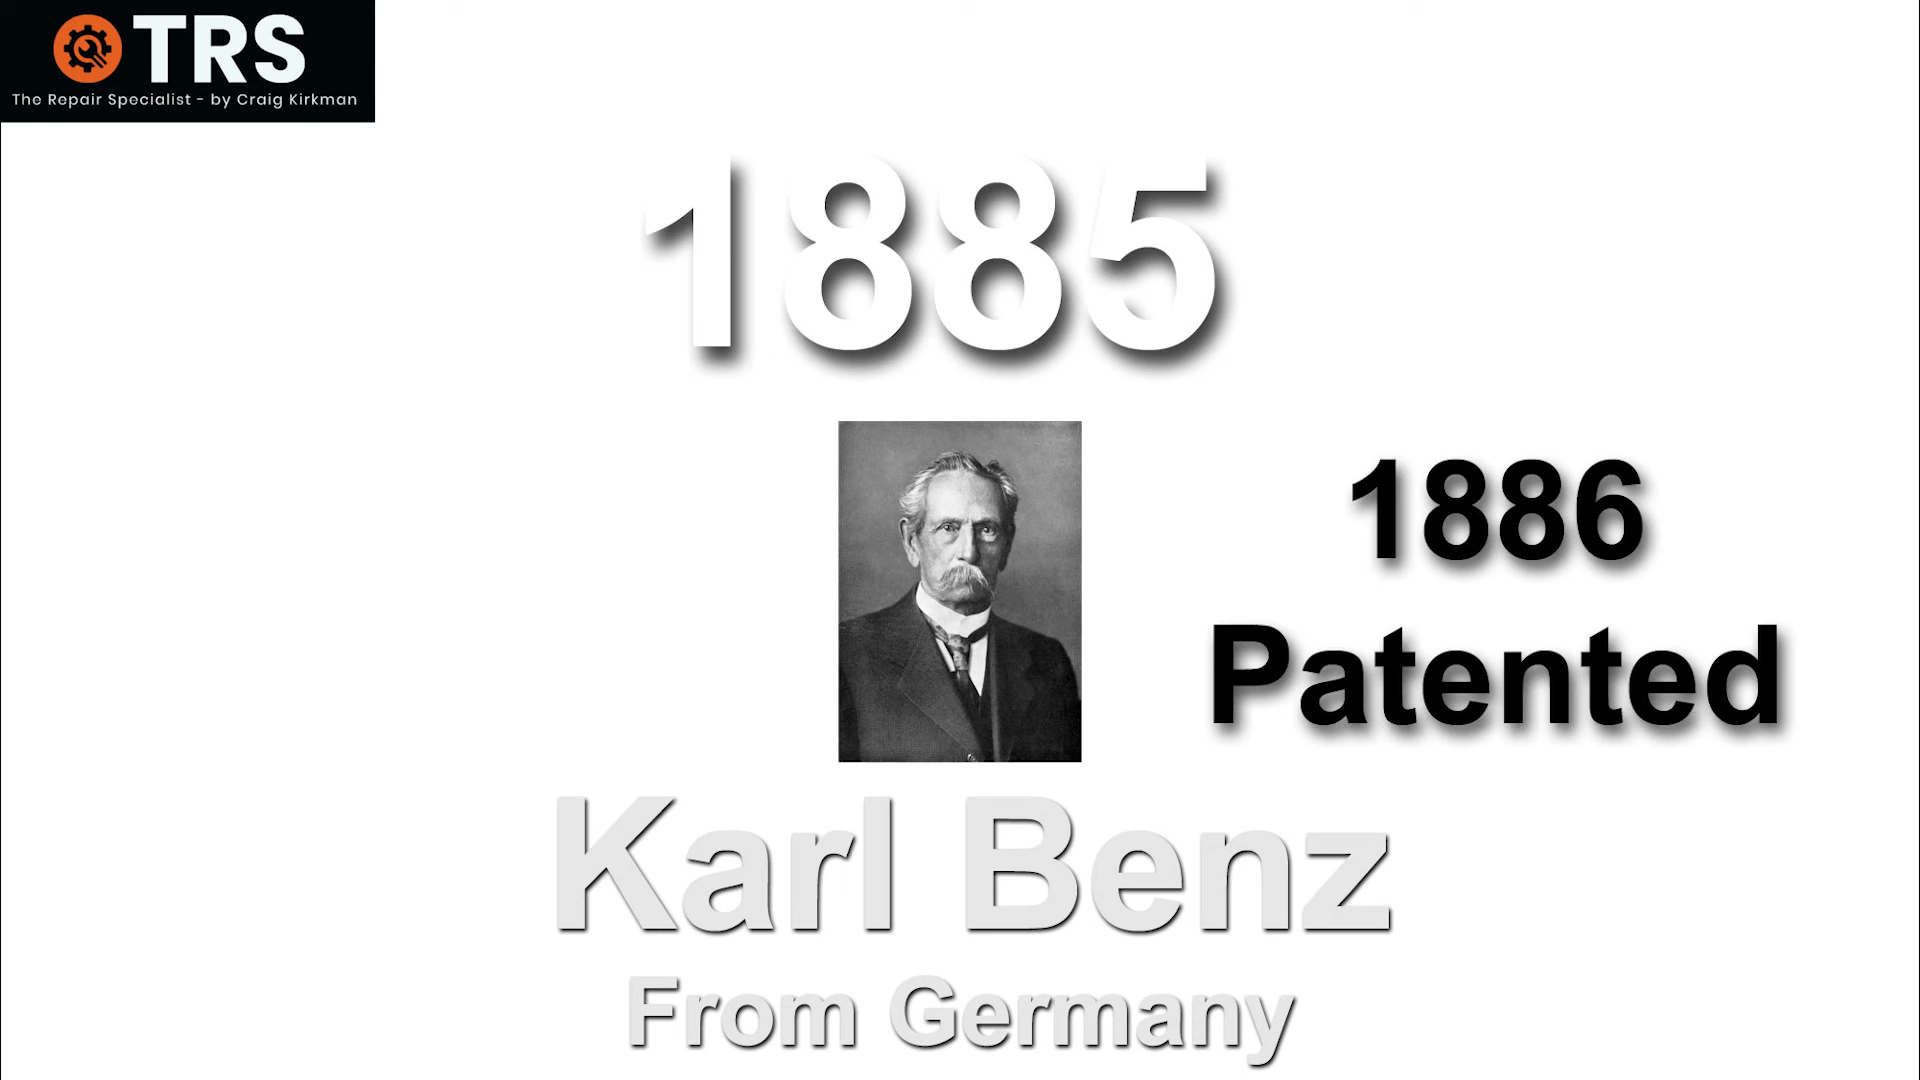 TRS
The Repair Specialist - by Craig Kirkman
1885
1886
Patented
Karl Benz
From Germany